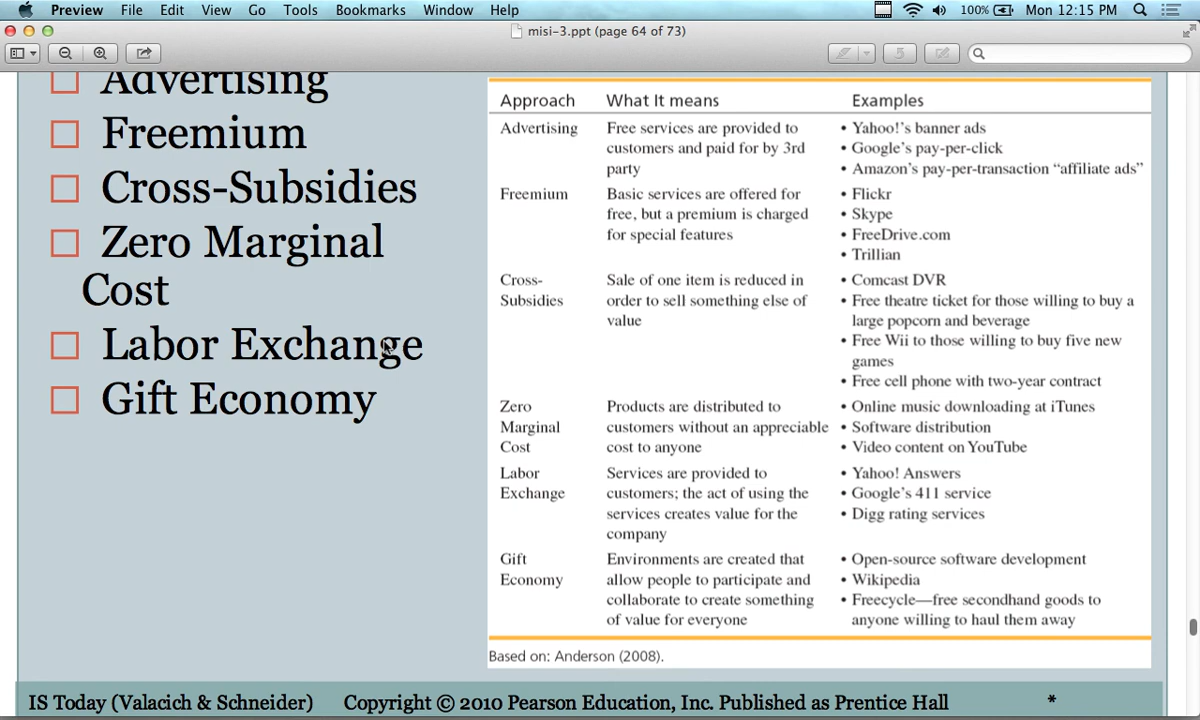 Preview File Edit View Go Tools Bookmarks Window Help 100% Mon 12:15 PM
misi-3.ppt (page 64 of 73)
5
Advertising
Freemium
Cross-Subsidies
Zero Marginal
Cost
Labor Exchange
Gift Economy
Approach What It means Examples
Advertising Free services are provided to • Yahoo!'s banner ads
customers and paid for by 3rd • Google's pay-per-click
party • Amazon's pay-per-transaction “affiliate ads”
Freemium Basic services are offered for • Flickr
free, but a premium is charged • Skype
for special features • FreeDrive.com
• Trillian
Cross- Sale of one item is reduced in • Comcast DVR
Subsidies order to sell something else of • Free theatre ticket for those willing to buy a
value large popcorn and beverage
• Free Wii to those willing to buy five new
games
• Free cell phone with two-year contract
Zero Products are distributed to • Online music downloading at iTunes
Marginal customers without an appreciable • Software distribution
Cost cost to anyone • Video content on YouTube
Labor Services are provided to • Yahoo! Answers
Exchange customers; the act of using the • Google's 411 service
services creates value for the • Digg rating services
company
Gift Environments are created that • Open-source software development
Economy allow people to participate and • Wikipedia
collaborate to create something • Freecycle—free secondhand goods to
of value for everyone anyone willing to haul them away
Based on: Anderson (2008).
IS Today (Valacich & Schneider) Copyright © 2010 Pearson Education, Inc. Published as Prentice Hall *